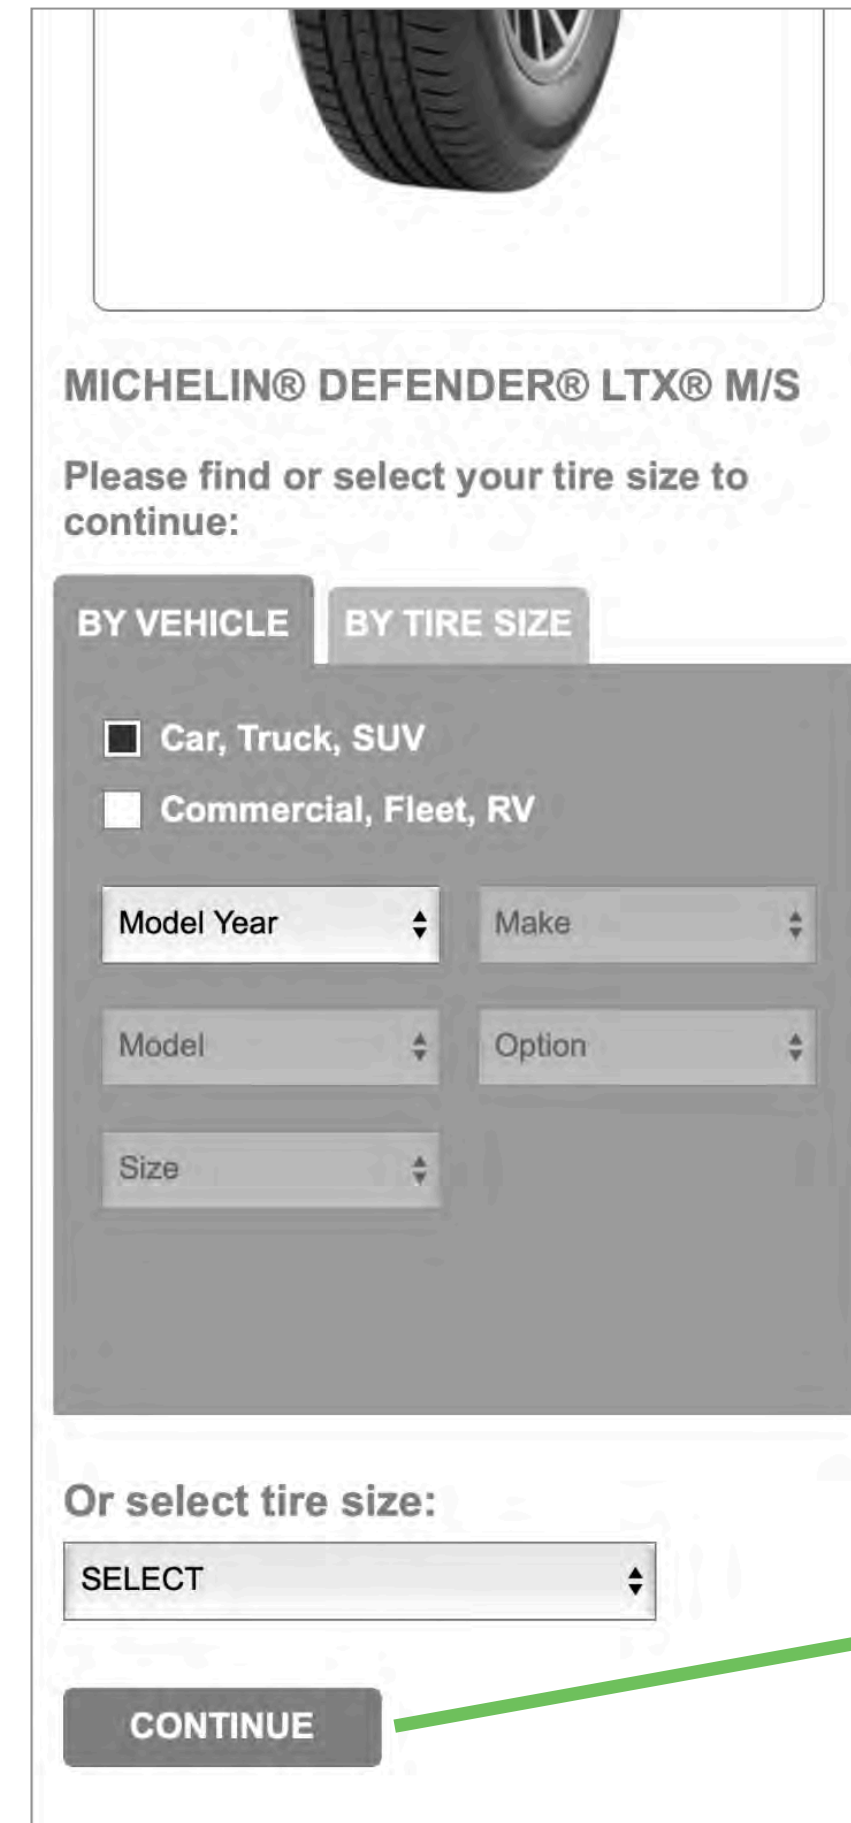 MICHELIN® DEFENDER® LTX® M/S
Please find or select your tire size to
continue:
BY VEHICLE BY TIRE SIZE
Car, Truck, SUV
Commercial, Fleet, RV
Model Year Make
Model Option
Size
Or select tire size:
SELECT
CONTINUE